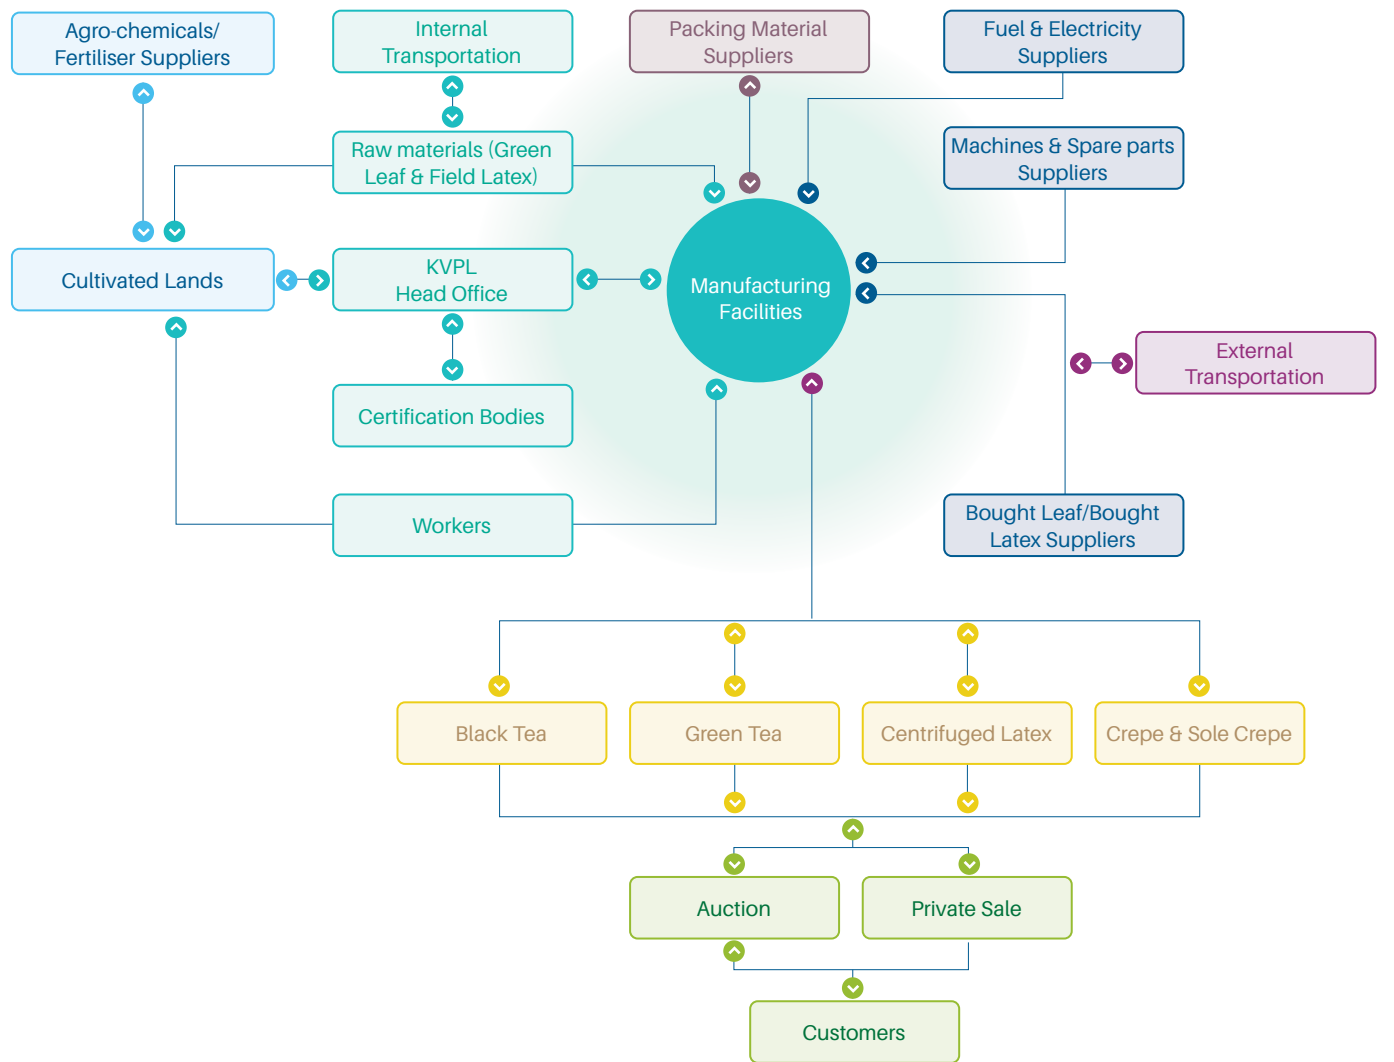 Agro-chemicals/
Fertiliser Suppliers
Internal
Transportation
Packing Material
Suppliers
Fuel & Electricity
Suppliers
Raw materials (Green
Leaf & Field Latex)
Machines & Spare parts
Suppliers
Cultivated Lands
KVPL
Head Office
Manufacturing
Facilities
External
Transportation
Certification Bodies
Workers
Bought Leaf/Bought
Latex Suppliers
Black Tea
Green Tea
Centrifuged Latex
Crepe & Sole Crepe
Auction
Private Sale
Customers